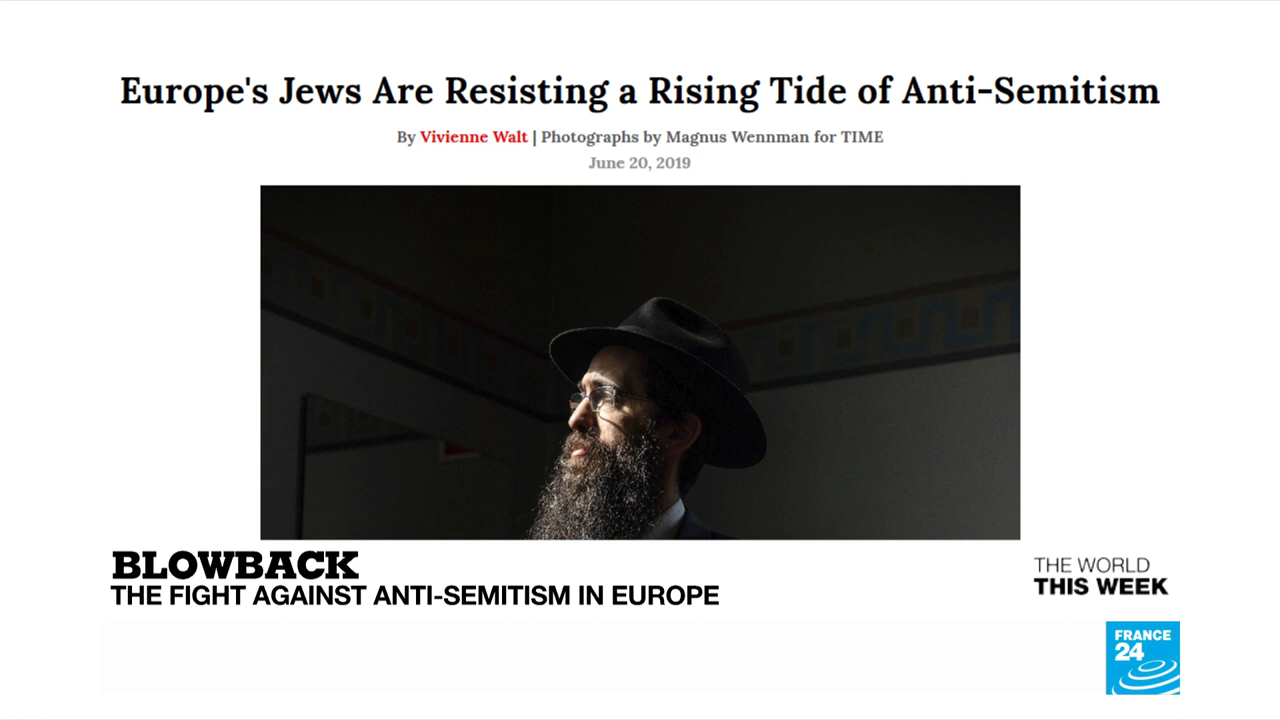 Europe's Jews Are Resisting a Rising Tide of Anti-Semitism
By Vivienne Walt | Photographs by Magnus Wennman for TIME
June 20, 2019
BLOWBACK
THE FIGHT AGAINST ANTI-SEMITISM IN EUROPE
THE WORLD
THIS WEEK
FRANCE
24